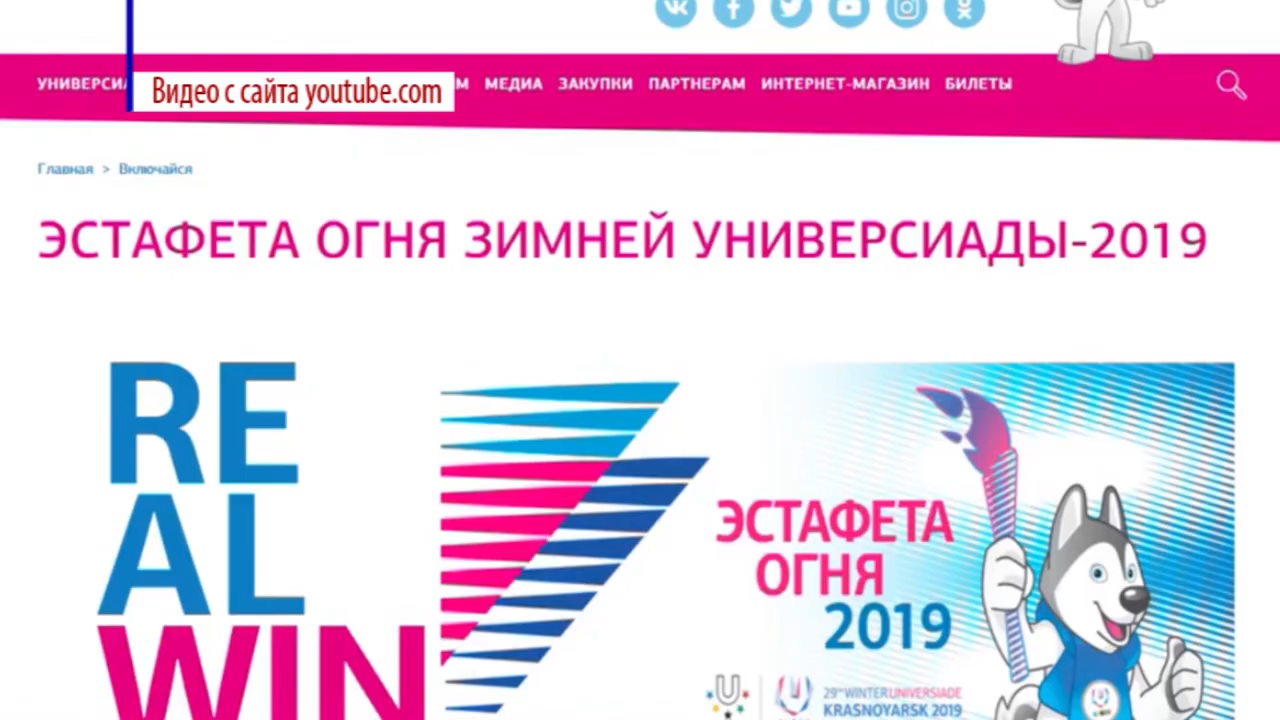 УНИВЕРСИА М МЕДИА ЗАКУПКИ ПАРТНЕРАМ ИНТЕРНЕТ-МАГАЗИН БИЛЕТЫ
Видео с сайта youtube.com
Главная > Включайся
ЭСТАФЕТА ОГНЯ ЗИМНЕЙ УНИВЕРСИАДЫ-2019
RE
AL
WIN
ЭСТАФЕТА
ОГНЯ
2019
29TH WINTER UNIVERSIADE
KRASNOYARSK 2019